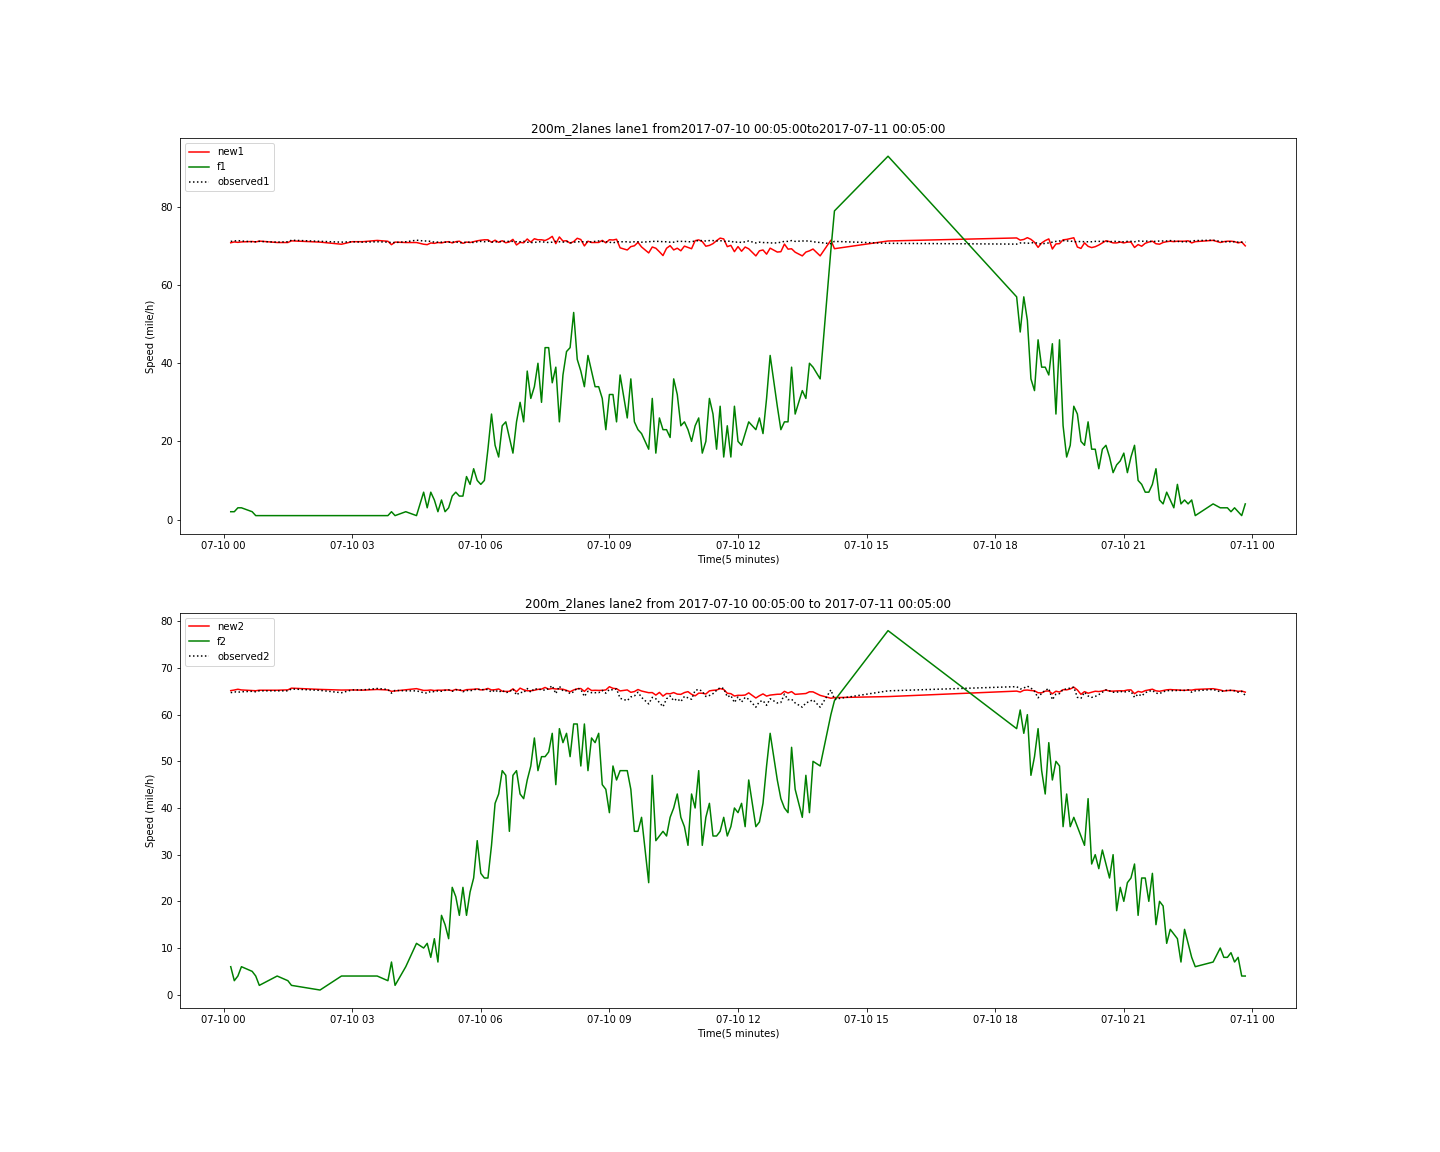 200m_2lanes lane1 from2017-07-10 00:05:00to2017-07-11 00:05:00
new1
f1
observed1
80
60
40
20
0
Speed (mile/h)
07-10 00 07-10 03 07-10 06 07-10 09 07-10 12 07-10 15 07-10 18 07-10 21 07-11 00
Time(5 minutes)
200m_2lanes lane2 from 2017-07-10 00:05:00 to 2017-07-11 00:05:00
new2
f2
observed2
80
70
60
50
40
30
20
10
0
Speed (mile/h)
07-10 00 07-10 03 07-10 06 07-10 09 07-10 12 07-10 15 07-10 18 07-10 21 07-11 00
Time(5 minutes)